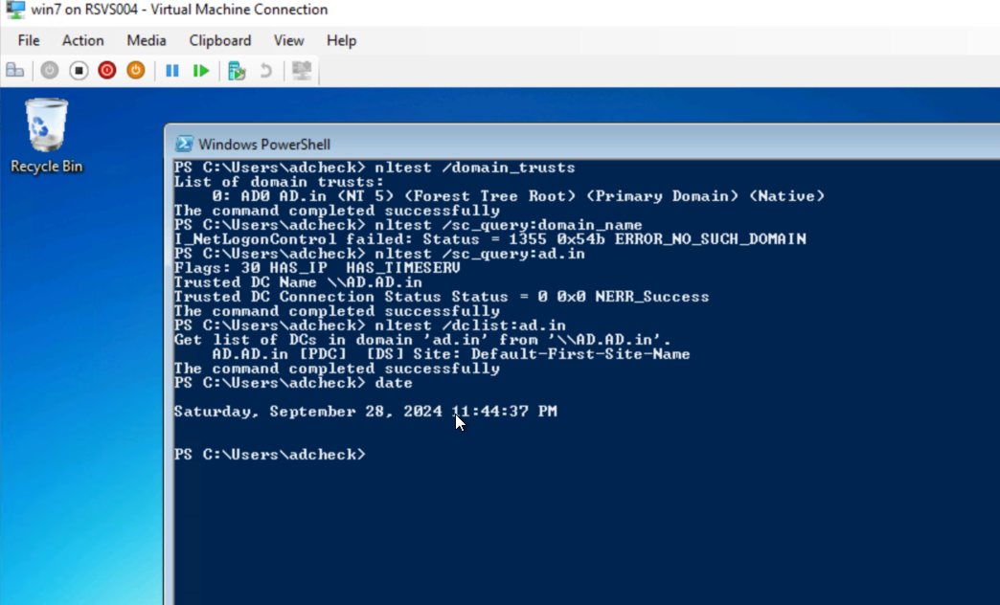 win7 on RSVS004 - Virtual Machine Connection
File Action Media Clipboard View Help
Recycle Bin
Windows PowerShell
PS C:\Users\adcheck> nltest /domain_trusts
List of domain trusts:
    0: AD0 AD.in (NT 5) (Forest Tree Root) (Primary Domain) (Native)
The command completed successfully
PS C:\Users\adcheck> nltest /sc_query:domain_name
I_NetLogonControl failed: Status = 1355 0x54b ERROR_NO_SUCH_DOMAIN
PS C:\Users\adcheck> nltest /sc_query:ad.in
Flags: 30 HAS_IP  HAS_TIMESERV
Trusted DC Name \\AD.AD.in
Trusted DC Connection Status Status = 0 0x0 NERR_Success
The command completed successfully
PS C:\Users\adcheck> nltest /dclist:ad.in
Get list of DCs in domain 'ad.in' from '\\AD.AD.in'.
    AD.AD.in [PDC]  [DS] Site: Default-First-Site-Name
The command completed successfully
PS C:\Users\adcheck> date
Saturday, September 28, 2024 11:44:37 PM
PS C:\Users\adcheck>